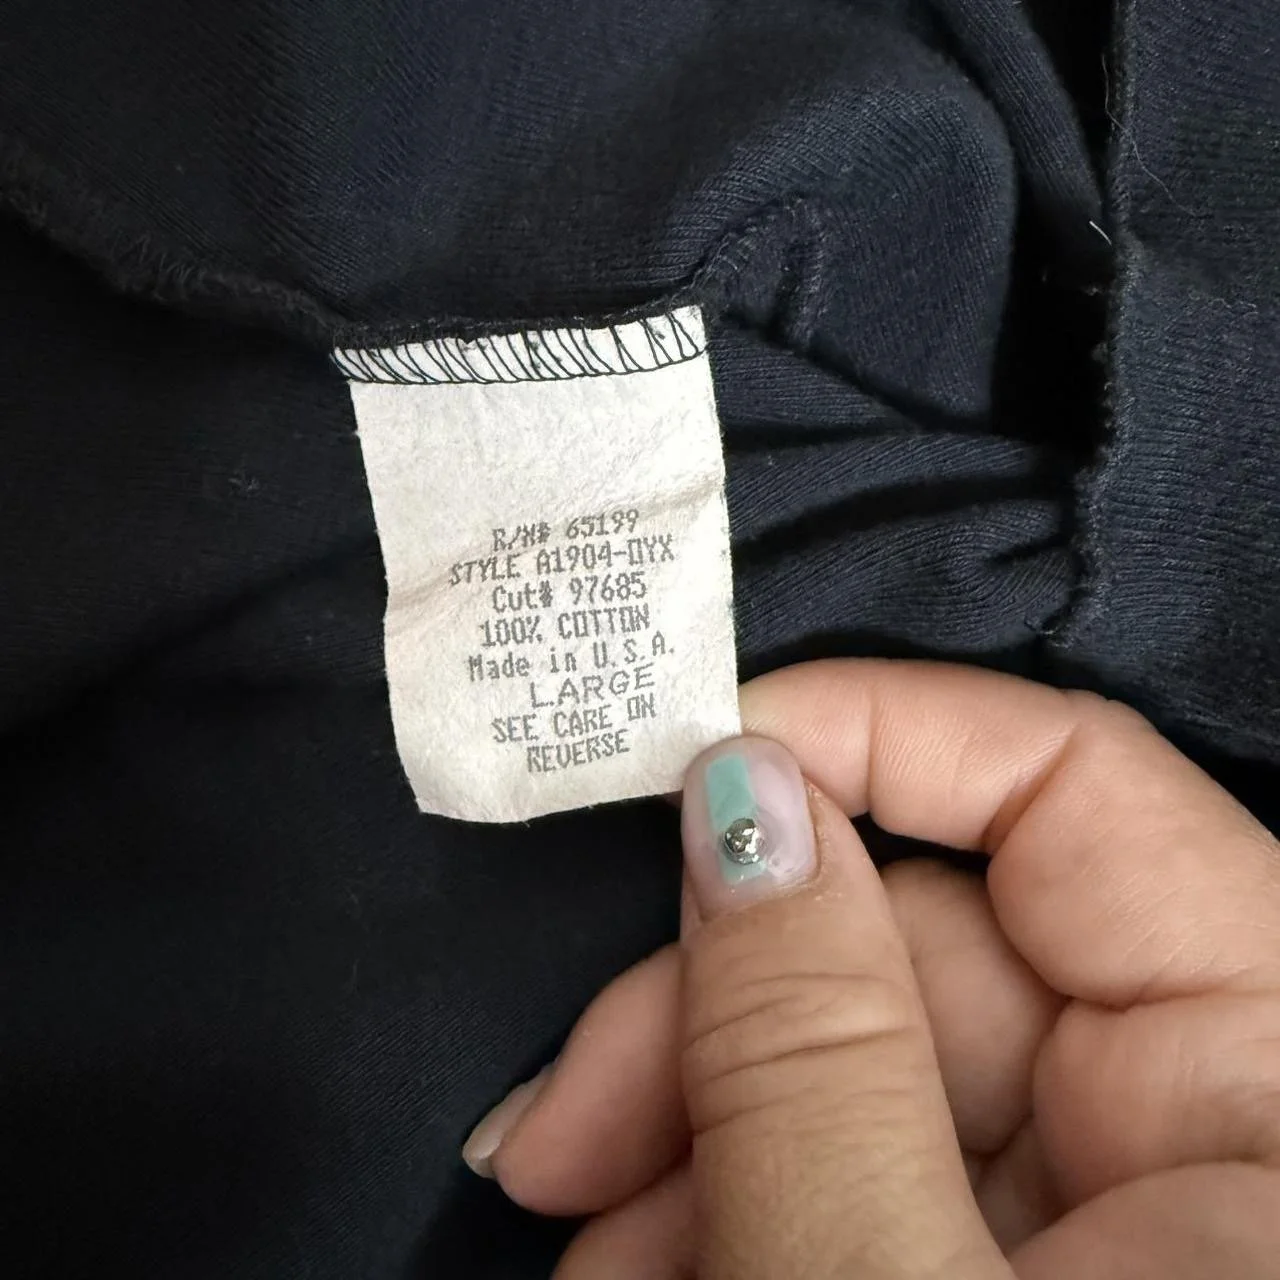 R/N# 65199
STYLE A1904-DYX
Cut# 97685
100% COTTON
Made in U.S.A.
LARGE
SEE CARE ON
REVERSE